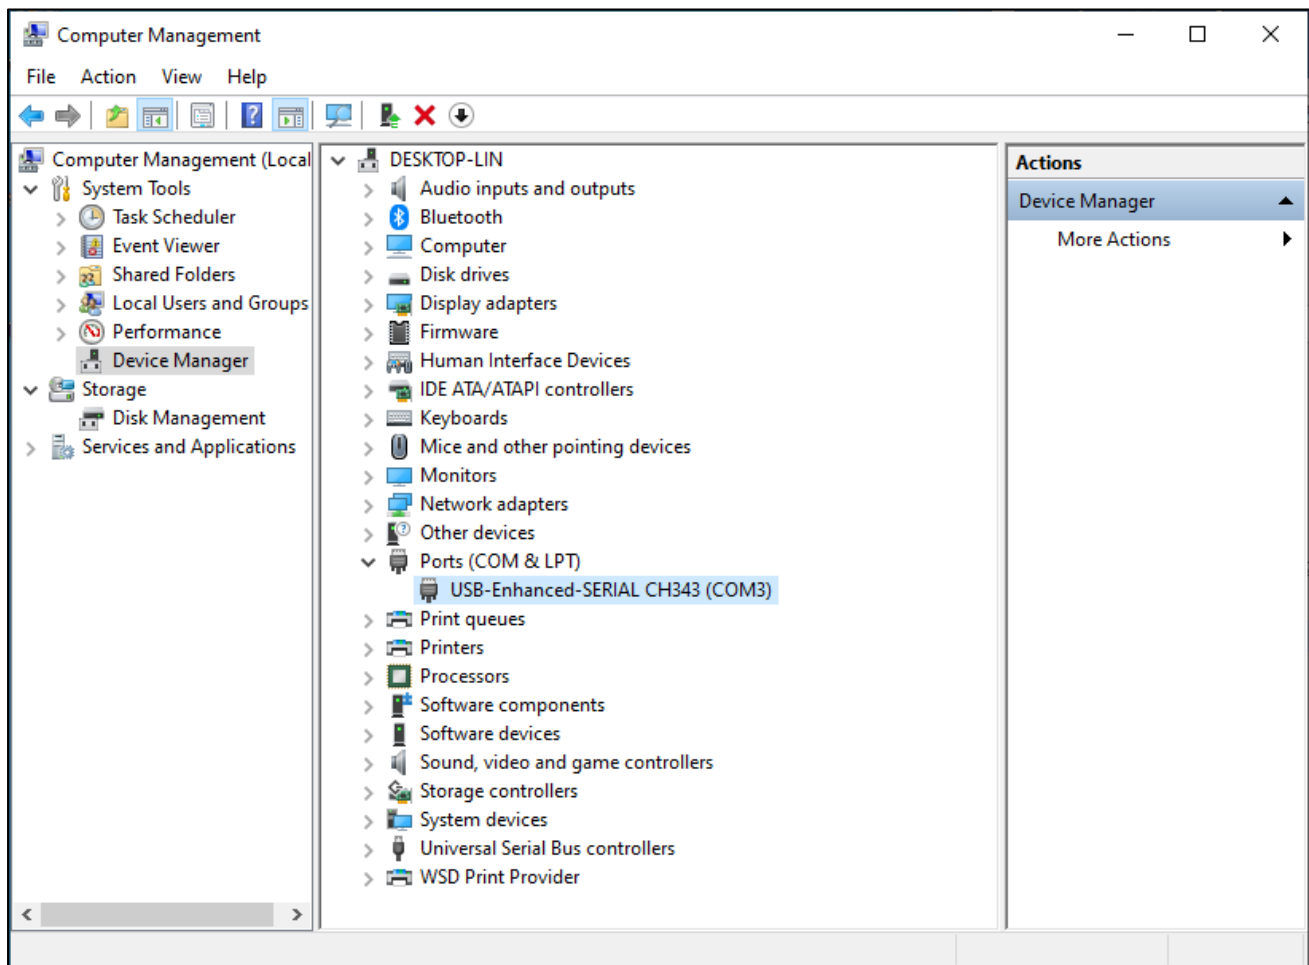 Computer Management
File Action View Help
Computer Management (Local
System Tools
Task Scheduler
Event Viewer
Shared Folders
Local Users and Groups
Performance
Device Manager
Storage
Disk Management
Services and Applications
DESKTOP-LIN
Audio inputs and outputs
Bluetooth
Computer
Disk drives
Display adapters
Firmware
Human Interface Devices
IDE ATA/ATAPI controllers
Keyboards
Mice and other pointing devices
Monitors
Network adapters
Other devices
Ports (COM & LPT)
USB-Enhanced-SERIAL CH343 (COM3)
Print queues
Printers
Processors
Software components
Software devices
Sound, video and game controllers
Storage controllers
System devices
Universal Serial Bus controllers
WSD Print Provider
Actions
Device Manager
More Actions